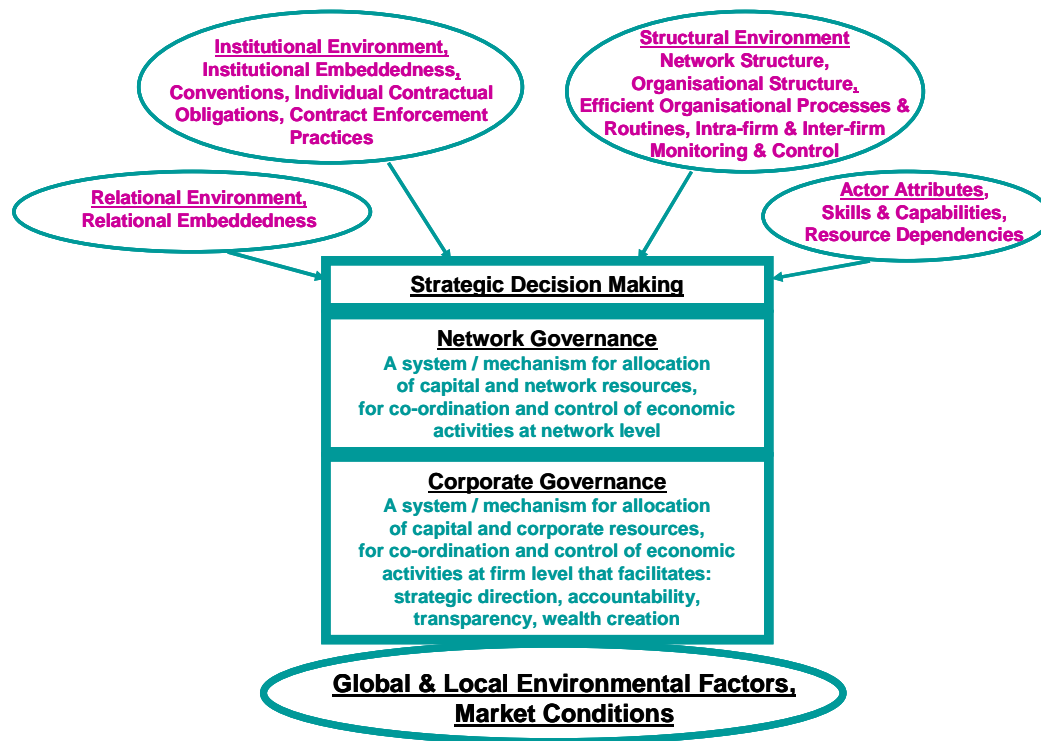 Institutional Environment,
Institutional Embeddedness,
Conventions, Individual Contractual
Obligations, Contract Enforcement
Practices
Structural Environment
Network Structure,
Organisational Structure,
Efficient Organisational Processes &
Routines, Intra-firm & Inter-firm
Monitoring & Control
Relational Environment,
Relational Embeddedness
Actor Attributes,
Skills & Capabilities,
Resource Dependencies
Strategic Decision Making
Network Governance
A system / mechanism for allocation
of capital and network resources,
for co-ordination and control of economic
activities at network level
Corporate Governance
A system / mechanism for allocation
of capital and corporate resources,
for co-ordination and control of economic
activities at firm level that facilitates:
strategic direction, accountability,
transparency, wealth creation
Global & Local Environmental Factors,
Market Conditions